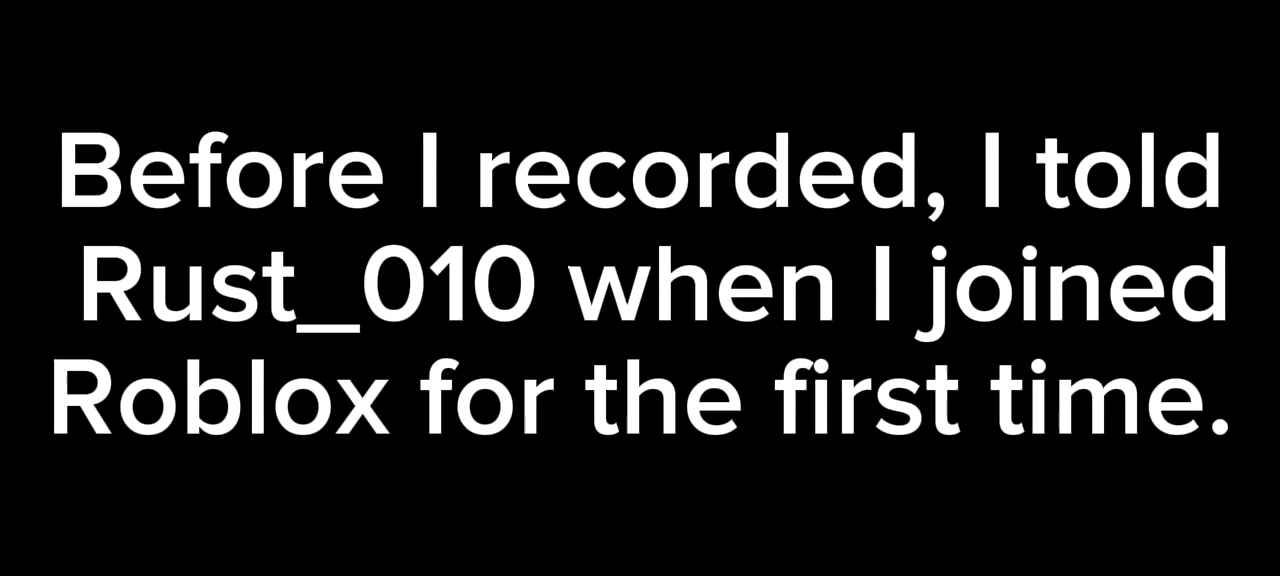 Before I recorded, I told
Rust_010 when I joined
Roblox for the first time.